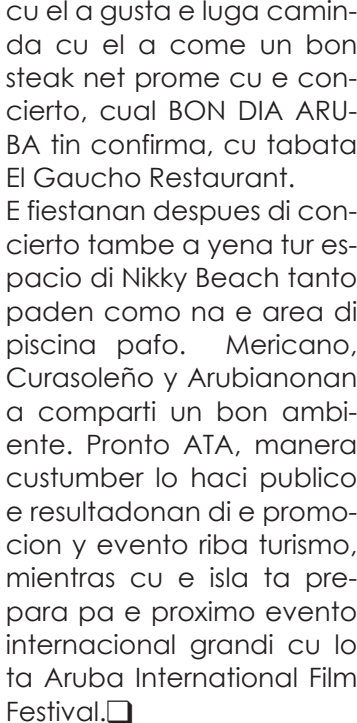 cu el a gusta e luga camin-
da cu el a come un bon
steak net prome cu e con-
cierto, cual BON DIA ARU-
BA tin confirma, cu tabata
El Gaucho Restaurant.
E fiestanan despues di con-
cierto tambe a yena tur es-
pacio di Nikky Beach tanto
paden como na e area di
piscina pafo. Mericano,
Curasoleño y Arubianonan
a comparti un bon ambi-
ente. Pronto ATA, manera
custumber lo haci publico
e resultadonan di e promo-
cion y evento riba turismo,
mientras cu e isla ta pre-
para pa e proximo evento
internacional grandi cu lo
ta Aruba International Film
Festival.❑